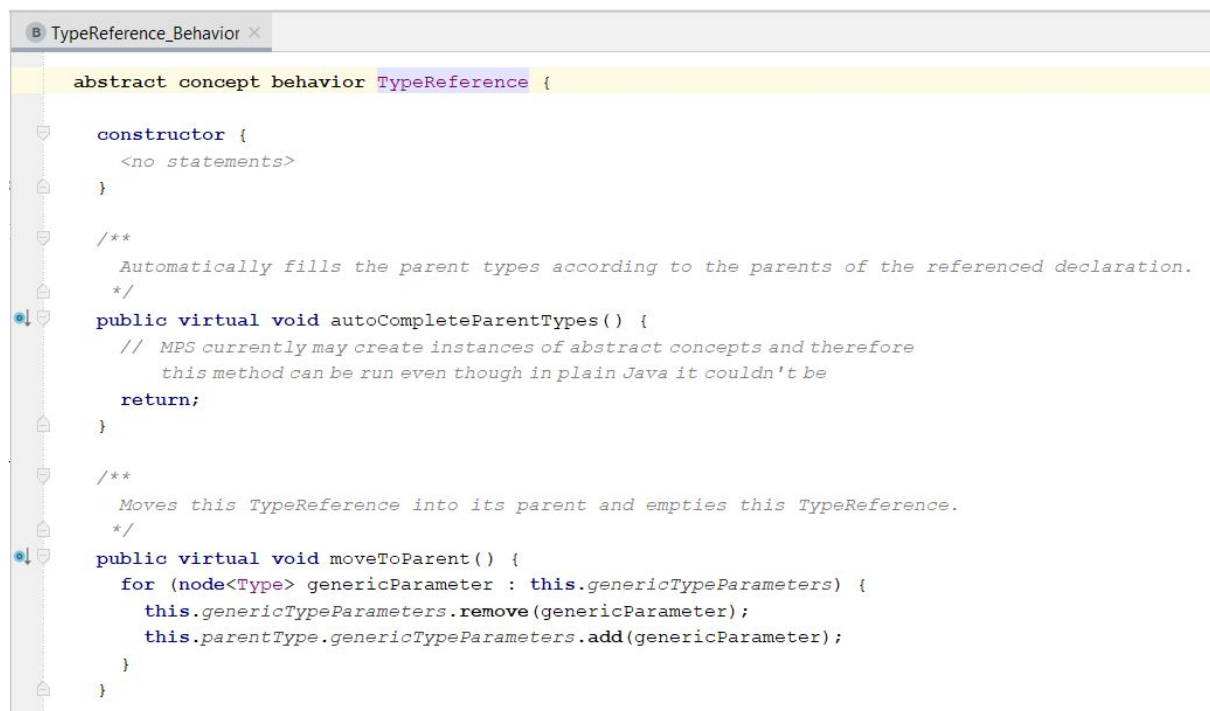 B TypeReference_Behavior ×
abstract concept behavior TypeReference {
constructor {
<no statements>
}
/**
Automatically fills the parent types according to the parents of the referenced declaration.
*/
public virtual void autoCompleteParentTypes() {
// MPS currently may create instances of abstract concepts and therefore
this method can be run even though in plain Java it couldn't be
return;
}
/**
Moves this TypeReference into its parent and empties this TypeReference.
*/
public virtual void moveToParent() {
for (node<Type> genericParameter : this.genericTypeParameters) {
this.genericTypeParameters.remove(genericParameter);
this.parentType.genericTypeParameters.add(genericParameter);
}
}